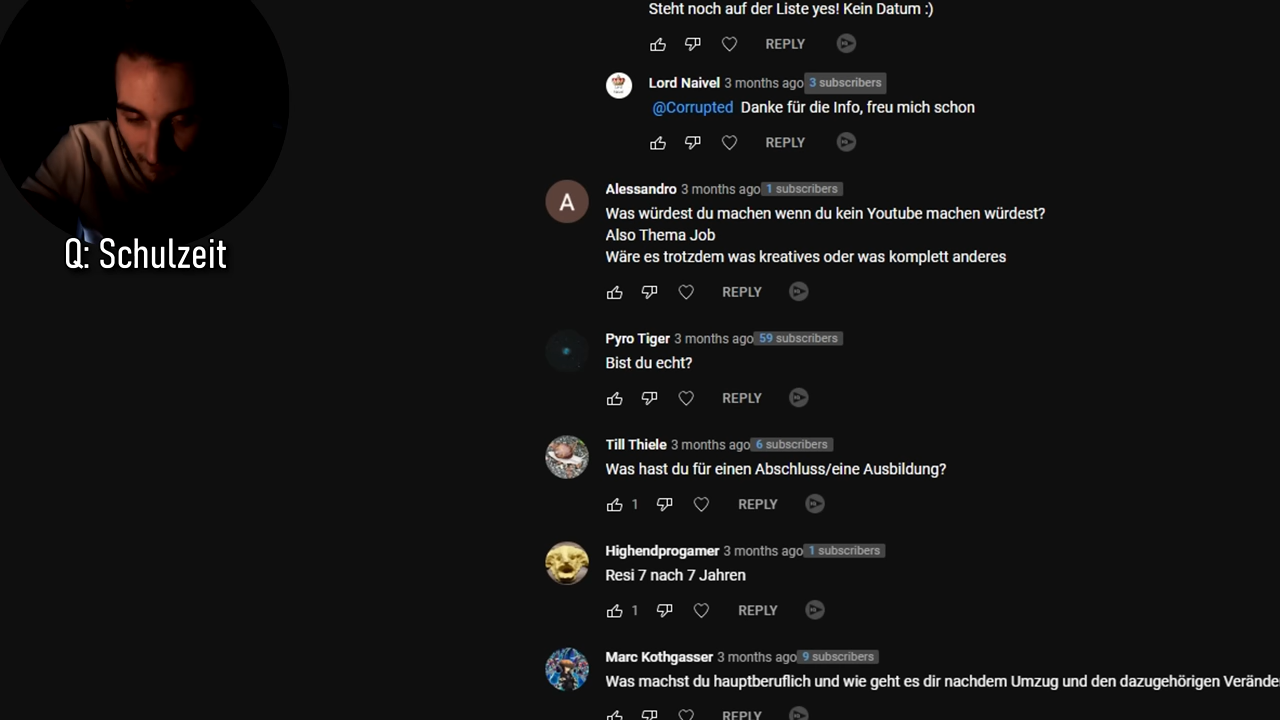 Steht noch auf der Liste yes! Kein Datum :)
REPLY
Lord Naivel 3 months ago 3 subscribers
@Corrupted Danke für die Info, freu mich schon
REPLY
A
Alessandro 3 months ago 1 subscribers
Was würdest du machen wenn du kein Youtube machen würdest?
Also Thema Job
Wäre es trotzdem was kreatives oder was komplett anderes
REPLY
Q: Schulzeit
Pyro Tiger 3 months ago 59 subscribers
Bist du echt?
REPLY
Till Thiele 3 months ago 6 subscribers
Was hast du für einen Abschluss/eine Ausbildung?
1 REPLY
Highendprogamer 3 months ago 1 subscribers
Resi 7 nach 7 Jahren
1 REPLY
Marc Kothgasser 3 months ago 9 subscribers
Was machst du hauptberuflich und wie geht es dir nachdem Umzug und den dazugehörigen Verände
REPLY